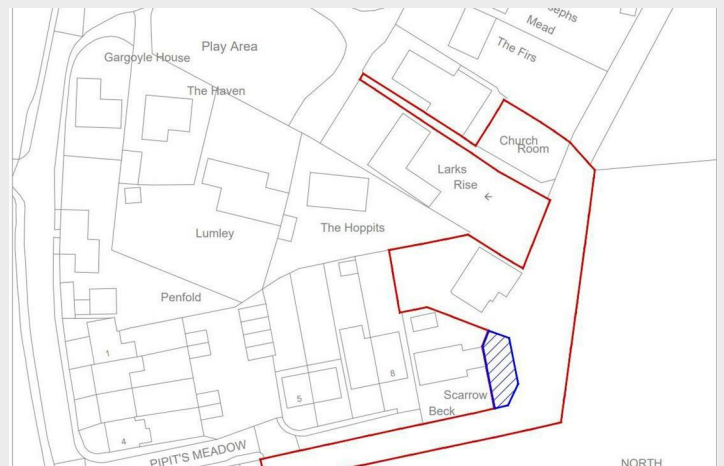 Mead
The Firs
Play Area
Gargoyle House
The Haven
Church
Room
Larks
Rise
Lumley
The Hoppits
Penfold
1
8
5
Scarrow
Beck
4
PIPIT'S MEADOW
NORTH